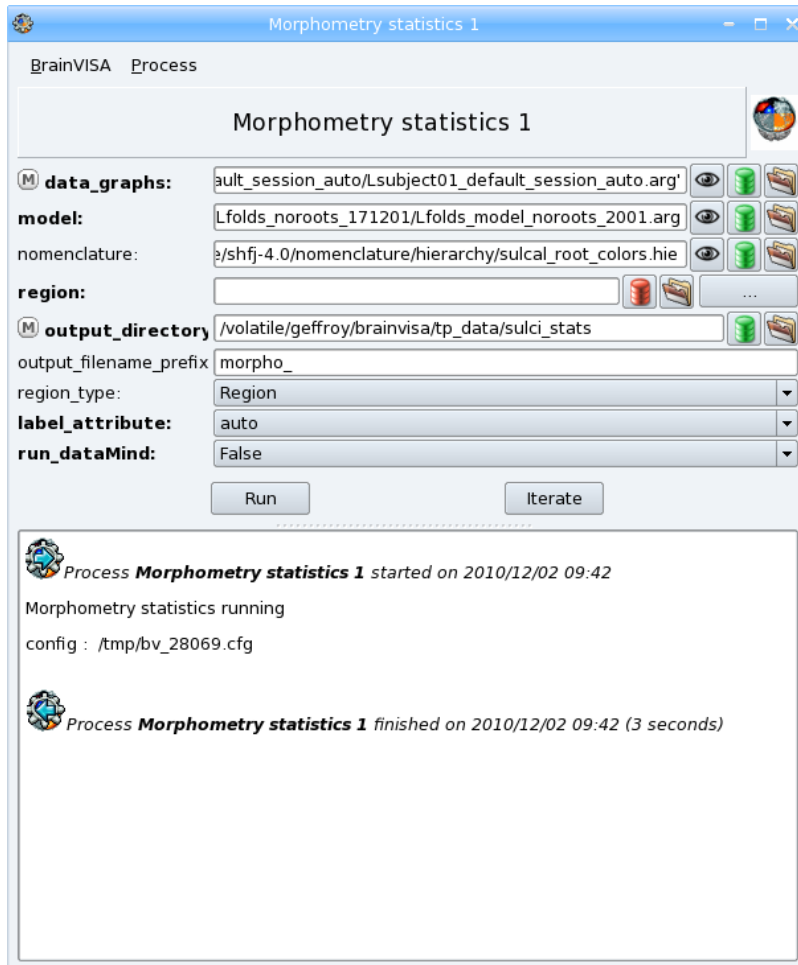 Morphometry statistics 1
BrainVISA Process
Morphometry statistics 1
M data_graphs: ault_session_auto/Lsubject01_default_session_auto.arg'
model: Lfolds_noroots_171201/Lfolds_model_noroots_2001.arg
nomenclature: e/shfj-4.0/nomenclature/hierarchy/sulcal_root_colors.hie
region: ...
M output_directory /volatile/geffroy/brainvisa/tp_data/sulci_stats
output_filename_prefix morpho_
region_type: Region
label_attribute: auto
run_dataMind: False
Run Iterate
Process Morphometry statistics 1 started on 2010/12/02 09:42
Morphometry statistics running
config : /tmp/bv_28069.cfg
Process Morphometry statistics 1 finished on 2010/12/02 09:42 (3 seconds)